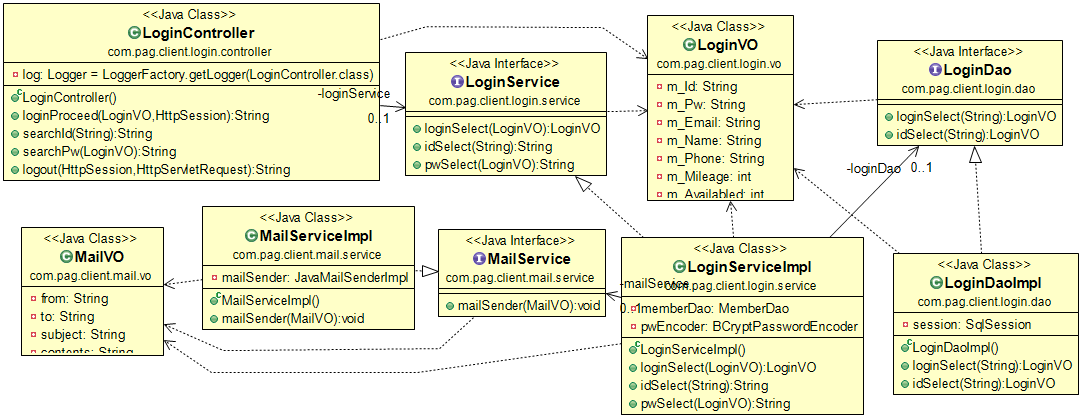 <<Java Class>>
LoginController
com.pag.client.login.controller
log: Logger = LoggerFactory.getLogger(LoginController.class)
LoginController()
loginProceed(LoginVO,HttpSession):String
searchId(String):String
searchPw(LoginVO):String
logout(HttpSession,HttpServletRequest):String
-loginService
0..1
<<Java Interface>>
LoginService
com.pag.client.login.service
loginSelect(LoginVO):LoginVO
idSelect(String):String
pwSelect(LoginVO):String
<<Java Class>>
LoginVO
com.pag.client.login.vo
m_Id: String
m_Pw: String
m_Email: String
m_Name: String
m_Phone: String
m_Mileage: int
m_Availabled: int
<<Java Interface>>
LoginDao
com.pag.client.login.dao
loginSelect(String):LoginVO
idSelect(String):LoginVO
-loginDao
0..1
<<Java Class>>
MailVO
com.pag.client.mail.vo
from: String
to: String
subject: String
contents: String
<<Java Class>>
MailServiceImpl
com.pag.client.mail.service
mailSender: JavaMailSenderImpl
MailServiceImpl()
mailSender(MailVO):void
<<Java Interface>>
MailService
com.pag.client.mail.service
mailSender(MailVO):void
-mailService
0..1
<<Java Class>>
LoginServiceImpl
com.pag.client.login.service
memberDao: MemberDao
pwEncoder: BCryptPasswordEncoder
LoginServiceImpl()
loginSelect(LoginVO):LoginVO
idSelect(String):String
pwSelect(LoginVO):String
<<Java Class>>
LoginDaoImpl
com.pag.client.login.dao
session: SqlSession
LoginDaoImpl()
loginSelect(String):LoginVO
idSelect(String):LoginVO